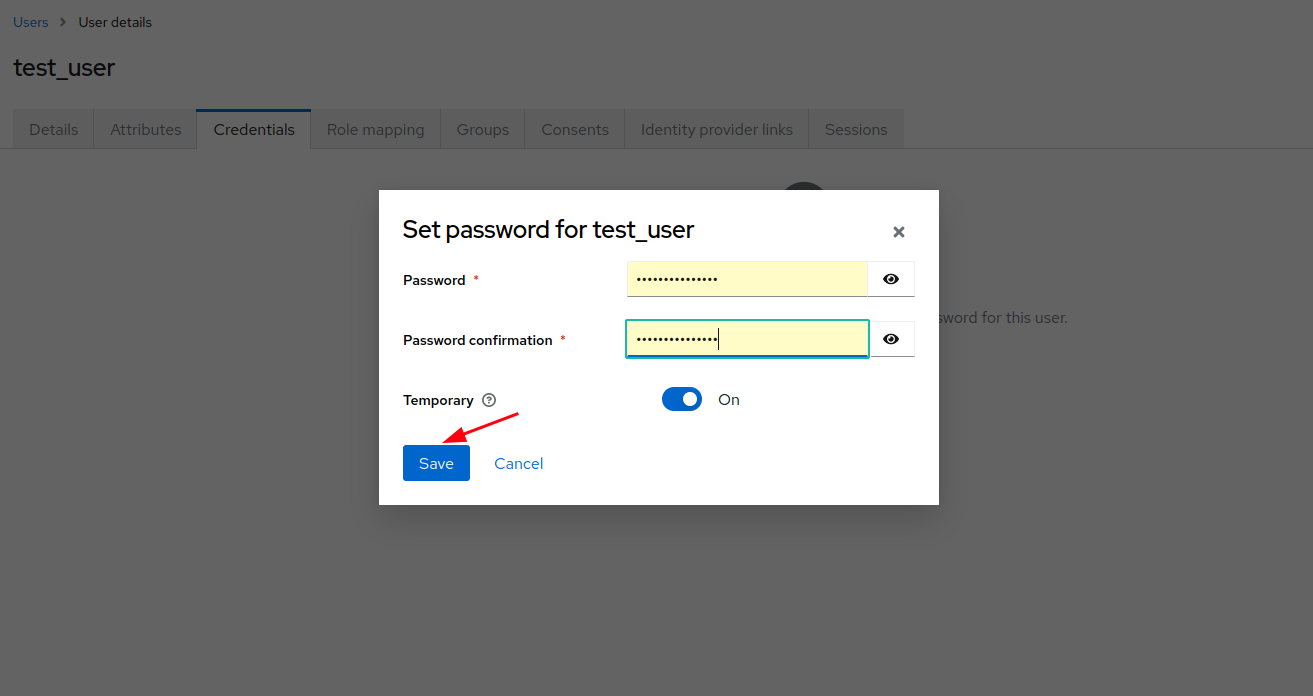 Users > User details
test_user
Details Attributes Credentials Role mapping Groups Consents Identity provider links Sessions
Set password for test_user
Password *
••••••••••••••
sword for this user.
Password confirmation *
••••••••••••••
Temporary ? On
Save Cancel